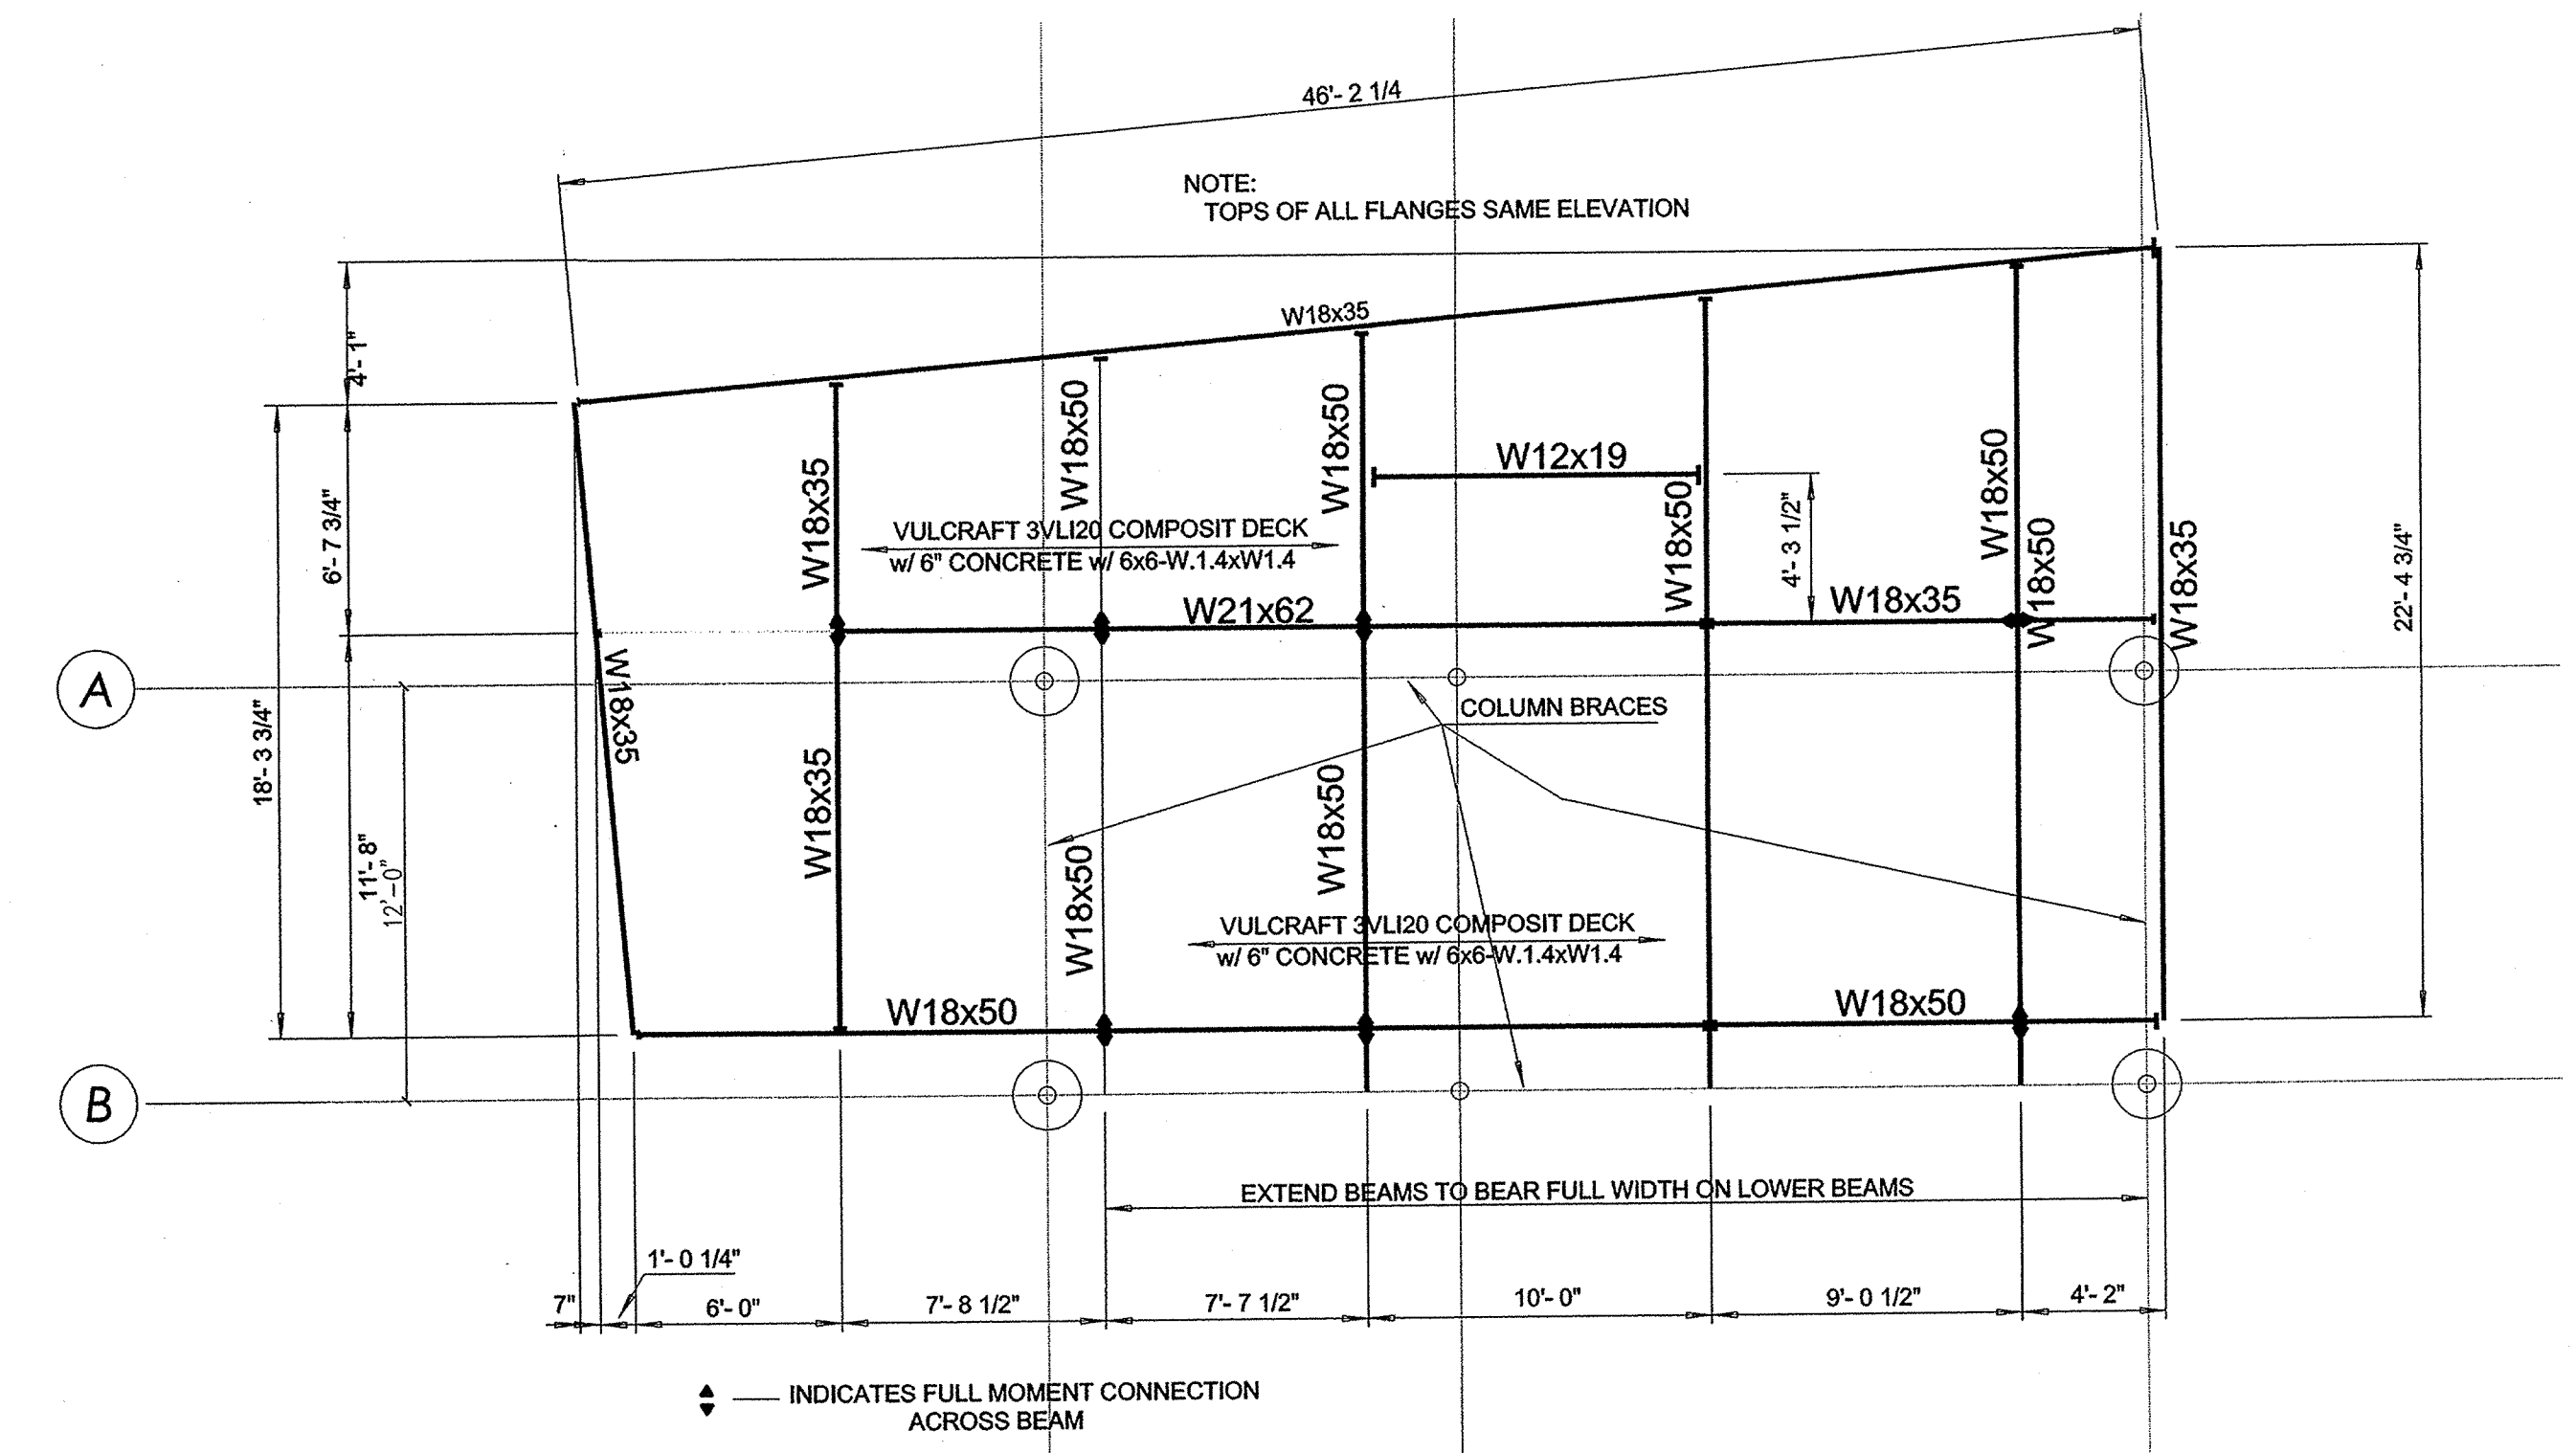 46'- 2 1/4
NOTE:
TOPS OF ALL FLANGES SAME ELEVATION
W18x35
4'- 1"
W18x50
W18x50
W12x19
W18x50
W18x35
6'- 7 3/4"
VULCRAFT 3VLI20 COMPOSIT DECK
w/ 6" CONCRETE w/ 6x6-W.1.4xW1.4
W18x50
4'- 3 1/2"
W18x50
W18x35
22'- 4 3/4"
W21x62
W18x35
A
W18x35
COLUMN BRACES
18'- 3 3/4"
W18x35
W18x50
11'- 8"
12'-0"
W18x50
VULCRAFT 3VLI20 COMPOSIT DECK
w/ 6" CONCRETE w/ 6x6-W.1.4xW1.4
W18x50
W18x50
B
EXTEND BEAMS TO BEAR FULL WIDTH ON LOWER BEAMS
1'- 0 1/4"
7"
6'- 0"
7'- 8 1/2"
7'- 7 1/2"
10'- 0"
9'- 0 1/2"
4'- 2"
INDICATES FULL MOMENT CONNECTION
ACROSS BEAM